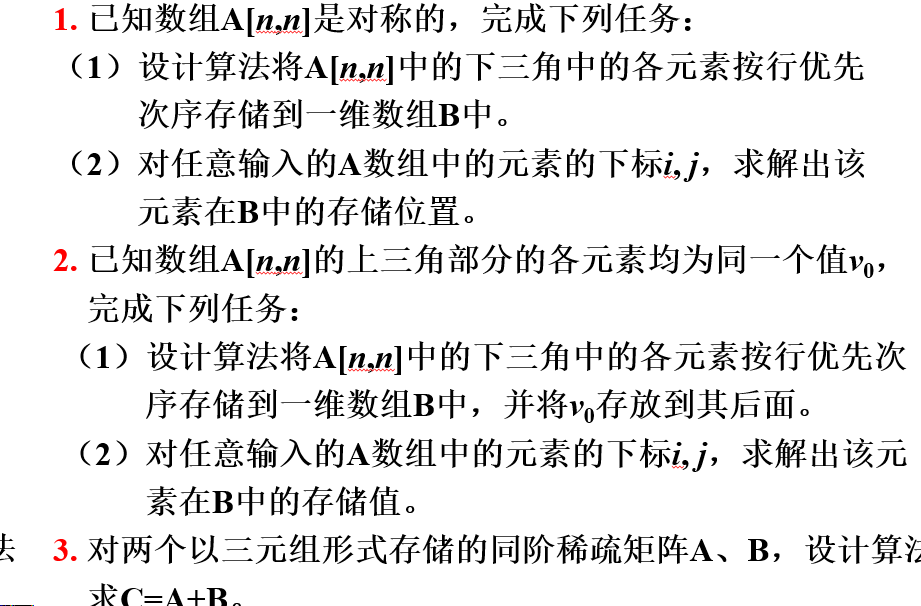 1. 已知数组A[n,n]是对称的，完成下列任务：
（1）设计算法将A[n,n]中的下三角中的各元素按行优先
次序存储到一维数组B中。
（2）对任意输入的A数组中的元素的下标i, j，求解出该
元素在B中的存储位置。
2. 已知数组A[n,n]的上三角部分的各元素均为同一个值v₀，
完成下列任务：
（1）设计算法将A[n,n]中的下三角中的各元素按行优先次
序存储到一维数组B中，并将v₀存放到其后面。
（2）对任意输入的A数组中的元素的下标i, j，求解出该元
素在B中的存储值。
法 3. 对两个以三元组形式存储的同阶稀疏矩阵A、B，设计算法
求C=A+B。